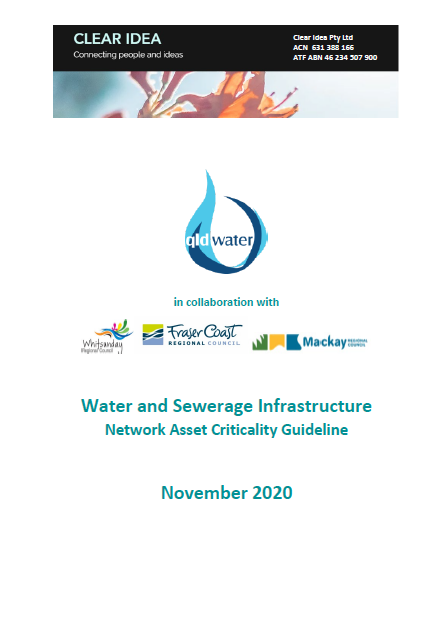 CLEAR IDEA
Connecting people and ideas
Clear Idea Pty Ltd
ACN 631 388 166
ATF ABN 46 234 507 900
qldwater
in collaboration with
Whitsunday
Regional Council
Fraser Coast
REGIONAL COUNCIL
Mackay REGIONAL
COUNCIL
Water and Sewerage Infrastructure
Network Asset Criticality Guideline
November 2020